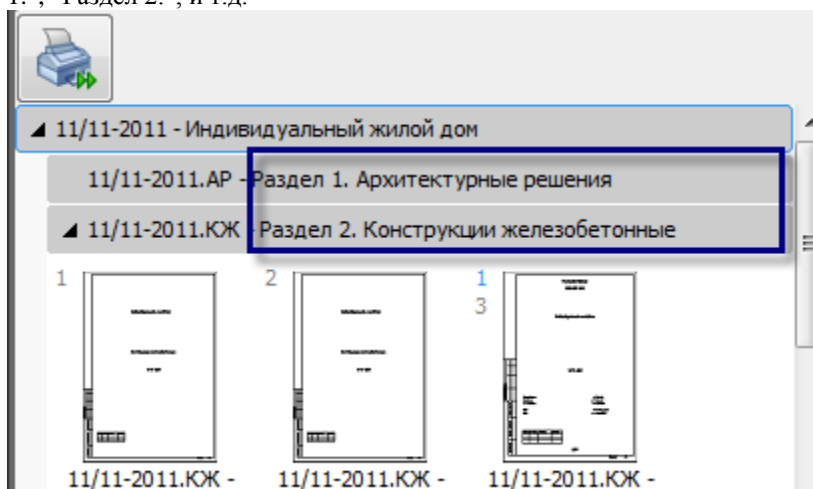 1. , "Раздел 2." , и т.д.
11/11-2011 - Индивидуальный жилой дом
11/11-2011.АР - Раздел 1. Архитектурные решения
11/11-2011.КЖ - Раздел 2. Конструкции железобетонные
1 2 1
3
11/11-2011.КЖ - 11/11-2011.КЖ - 11/11-2011.КЖ -